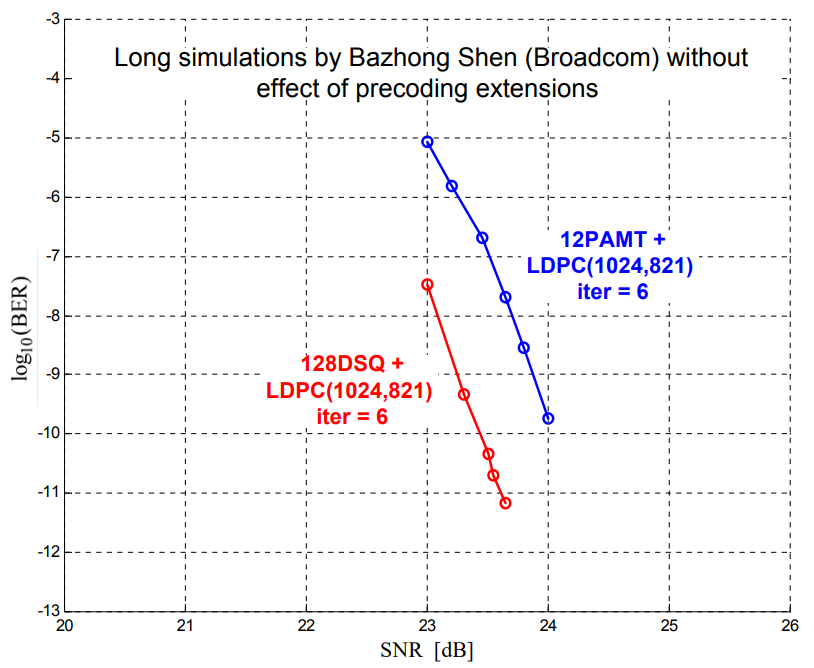 Long simulations by Bazhong Shen (Broadcom) without
effect of precoding extensions
-3
-4
-5
-6
-7
-8
-9
-10
-11
-12
-13
log10(BER)
12PAMT +
LDPC(1024,821)
iter = 6
128DSQ +
LDPC(1024,821)
iter = 6
20 21 22 23 24 25 26
SNR [dB]